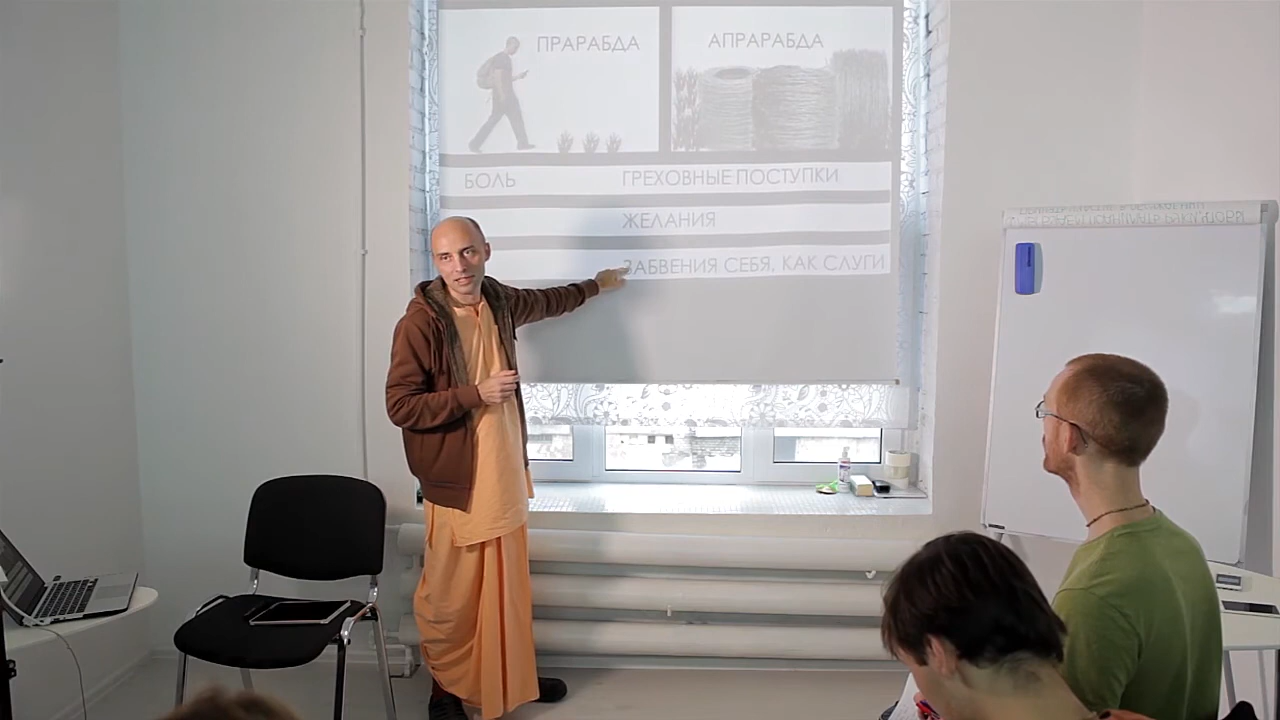 ПРАРАБДА
АПРАРАБДА
БОЛЬ
ГРЕХОВНЫЕ ПОСТУПКИ
ЖЕЛАНИЯ
ЗАБВЕНИЯ СЕБЯ, КАК СЛУГИ